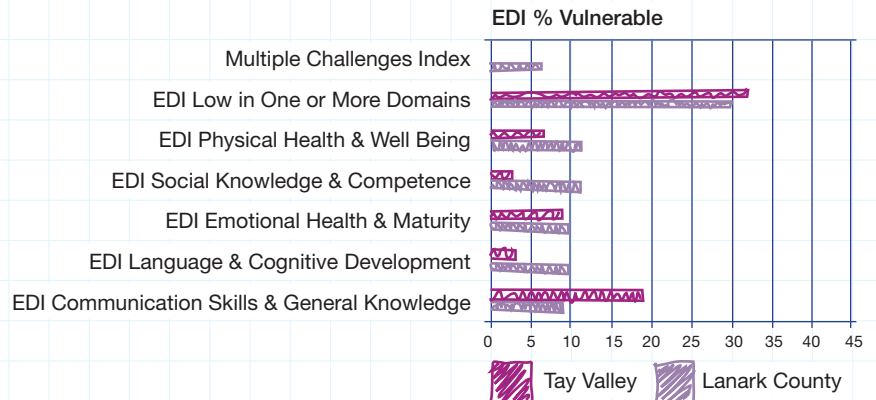 EDI % Vulnerable
Multiple Challenges Index
EDI Low in One or More Domains
EDI Physical Health & Well Being
EDI Social Knowledge & Competence
EDI Emotional Health & Maturity
EDI Language & Cognitive Development
EDI Communication Skills & General Knowledge
0 5 10 15 20 25 30 35 40 45
Tay Valley Lanark County